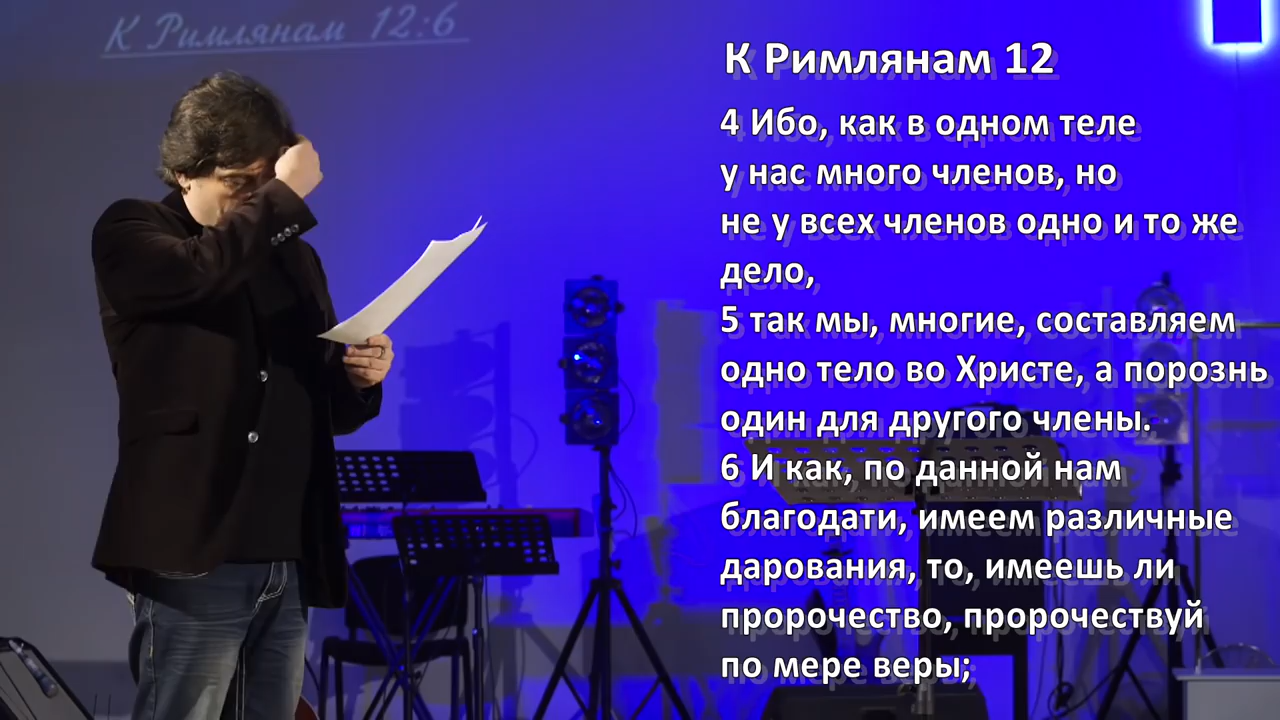 К Римлянам 12:6
К Римлянам 12
4 Ибо, как в одном теле
у нас много членов, но
не у всех членов одно и то же
дело,
5 так мы, многие, составляем
одно тело во Христе, а порознь
один для другого члены.
6 И как, по данной нам
благодати, имеем различные
дарования, то, имеешь ли
пророчество, пророчествуй
по мере веры;